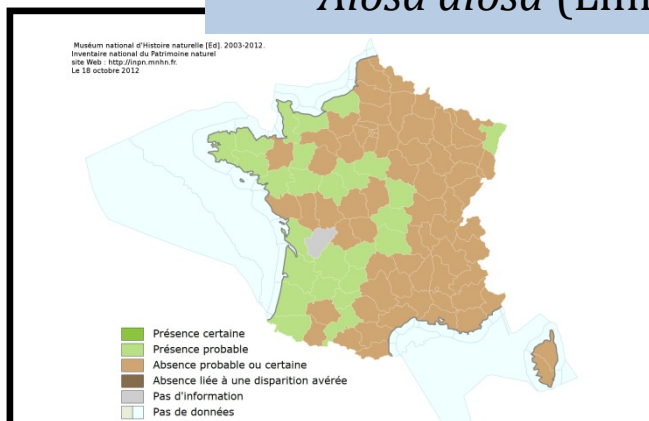 Alosa alosa
Muséum national d'Histoire naturelle [Ed]. 2003-2012.
Inventaire national du Patrimoine naturel
site Web : http://inpn.mnhn.fr.
Le 18 octobre 2012
Présence certaine
Présence probable
Absence probable ou certaine
Absence liée à une disparition avérée
Pas d'information
Pas de données